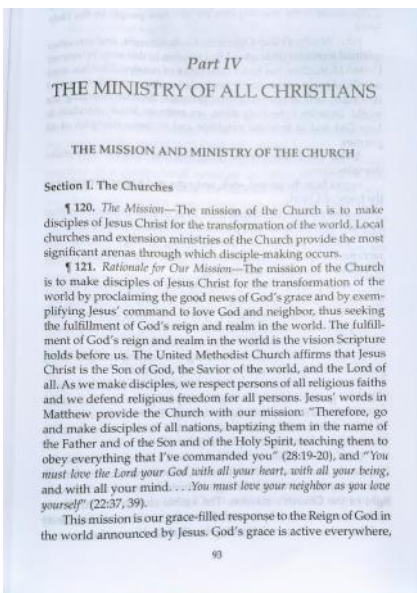 Part IV
THE MINISTRY OF ALL CHRISTIANS
THE MISSION AND MINISTRY OF THE CHURCH
Section I. The Churches
¶ 120. The Mission—The mission of the Church is to make
disciples of Jesus Christ for the transformation of the world. Local
churches and extension ministries of the Church provide the most
significant arenas through which disciple-making occurs.
¶ 121. Rationale for Our Mission—The mission of the Church
is to make disciples of Jesus Christ for the transformation of the
world by proclaiming the good news of God's grace and by exem-
plifying Jesus' command to love God and neighbor, thus seeking
the fulfillment of God's reign and realm in the world. The fulfill-
ment of God's reign and realm in the world is the vision Scripture
holds before us. The United Methodist Church affirms that Jesus
Christ is the Son of God, the Savior of the world, and the Lord of
all. As we make disciples, we respect persons of all religious faiths
and we defend religious freedom for all persons. Jesus' words in
Matthew provide the Church with our mission: "Therefore, go
and make disciples of all nations, baptizing them in the name of
the Father and of the Son and of the Holy Spirit, teaching them to
obey everything that I've commanded you" (28:19-20), and "You
must love the Lord your God with all your heart, with all your being,
and with all your mind. . . .You must love your neighbor as you love
yourself" (22:37, 39).
This mission is our grace-filled response to the Reign of God in
the world announced by Jesus. God's grace is active everywhere,
93